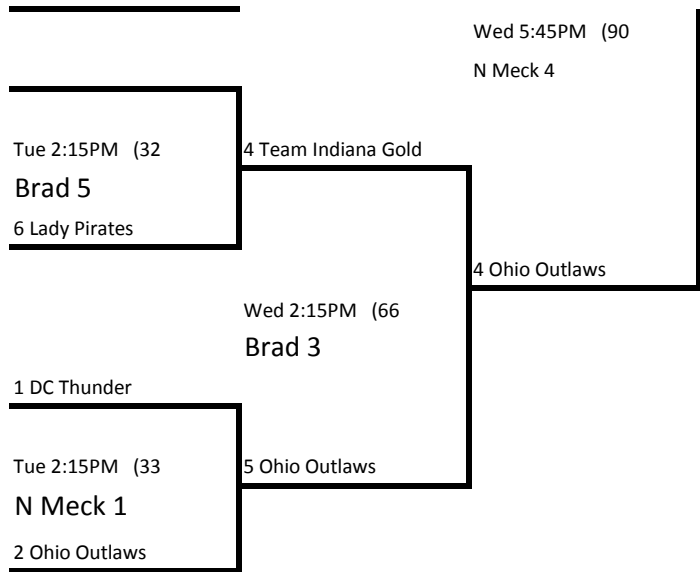 Wed 5:45PM (90
N Meck 4
Tue 2:15PM (32
4 Team Indiana Gold
Brad 5
6 Lady Pirates
4 Ohio Outlaws
Wed 2:15PM (66
Brad 3
1 DC Thunder
Tue 2:15PM (33
5 Ohio Outlaws
N Meck 1
2 Ohio Outlaws